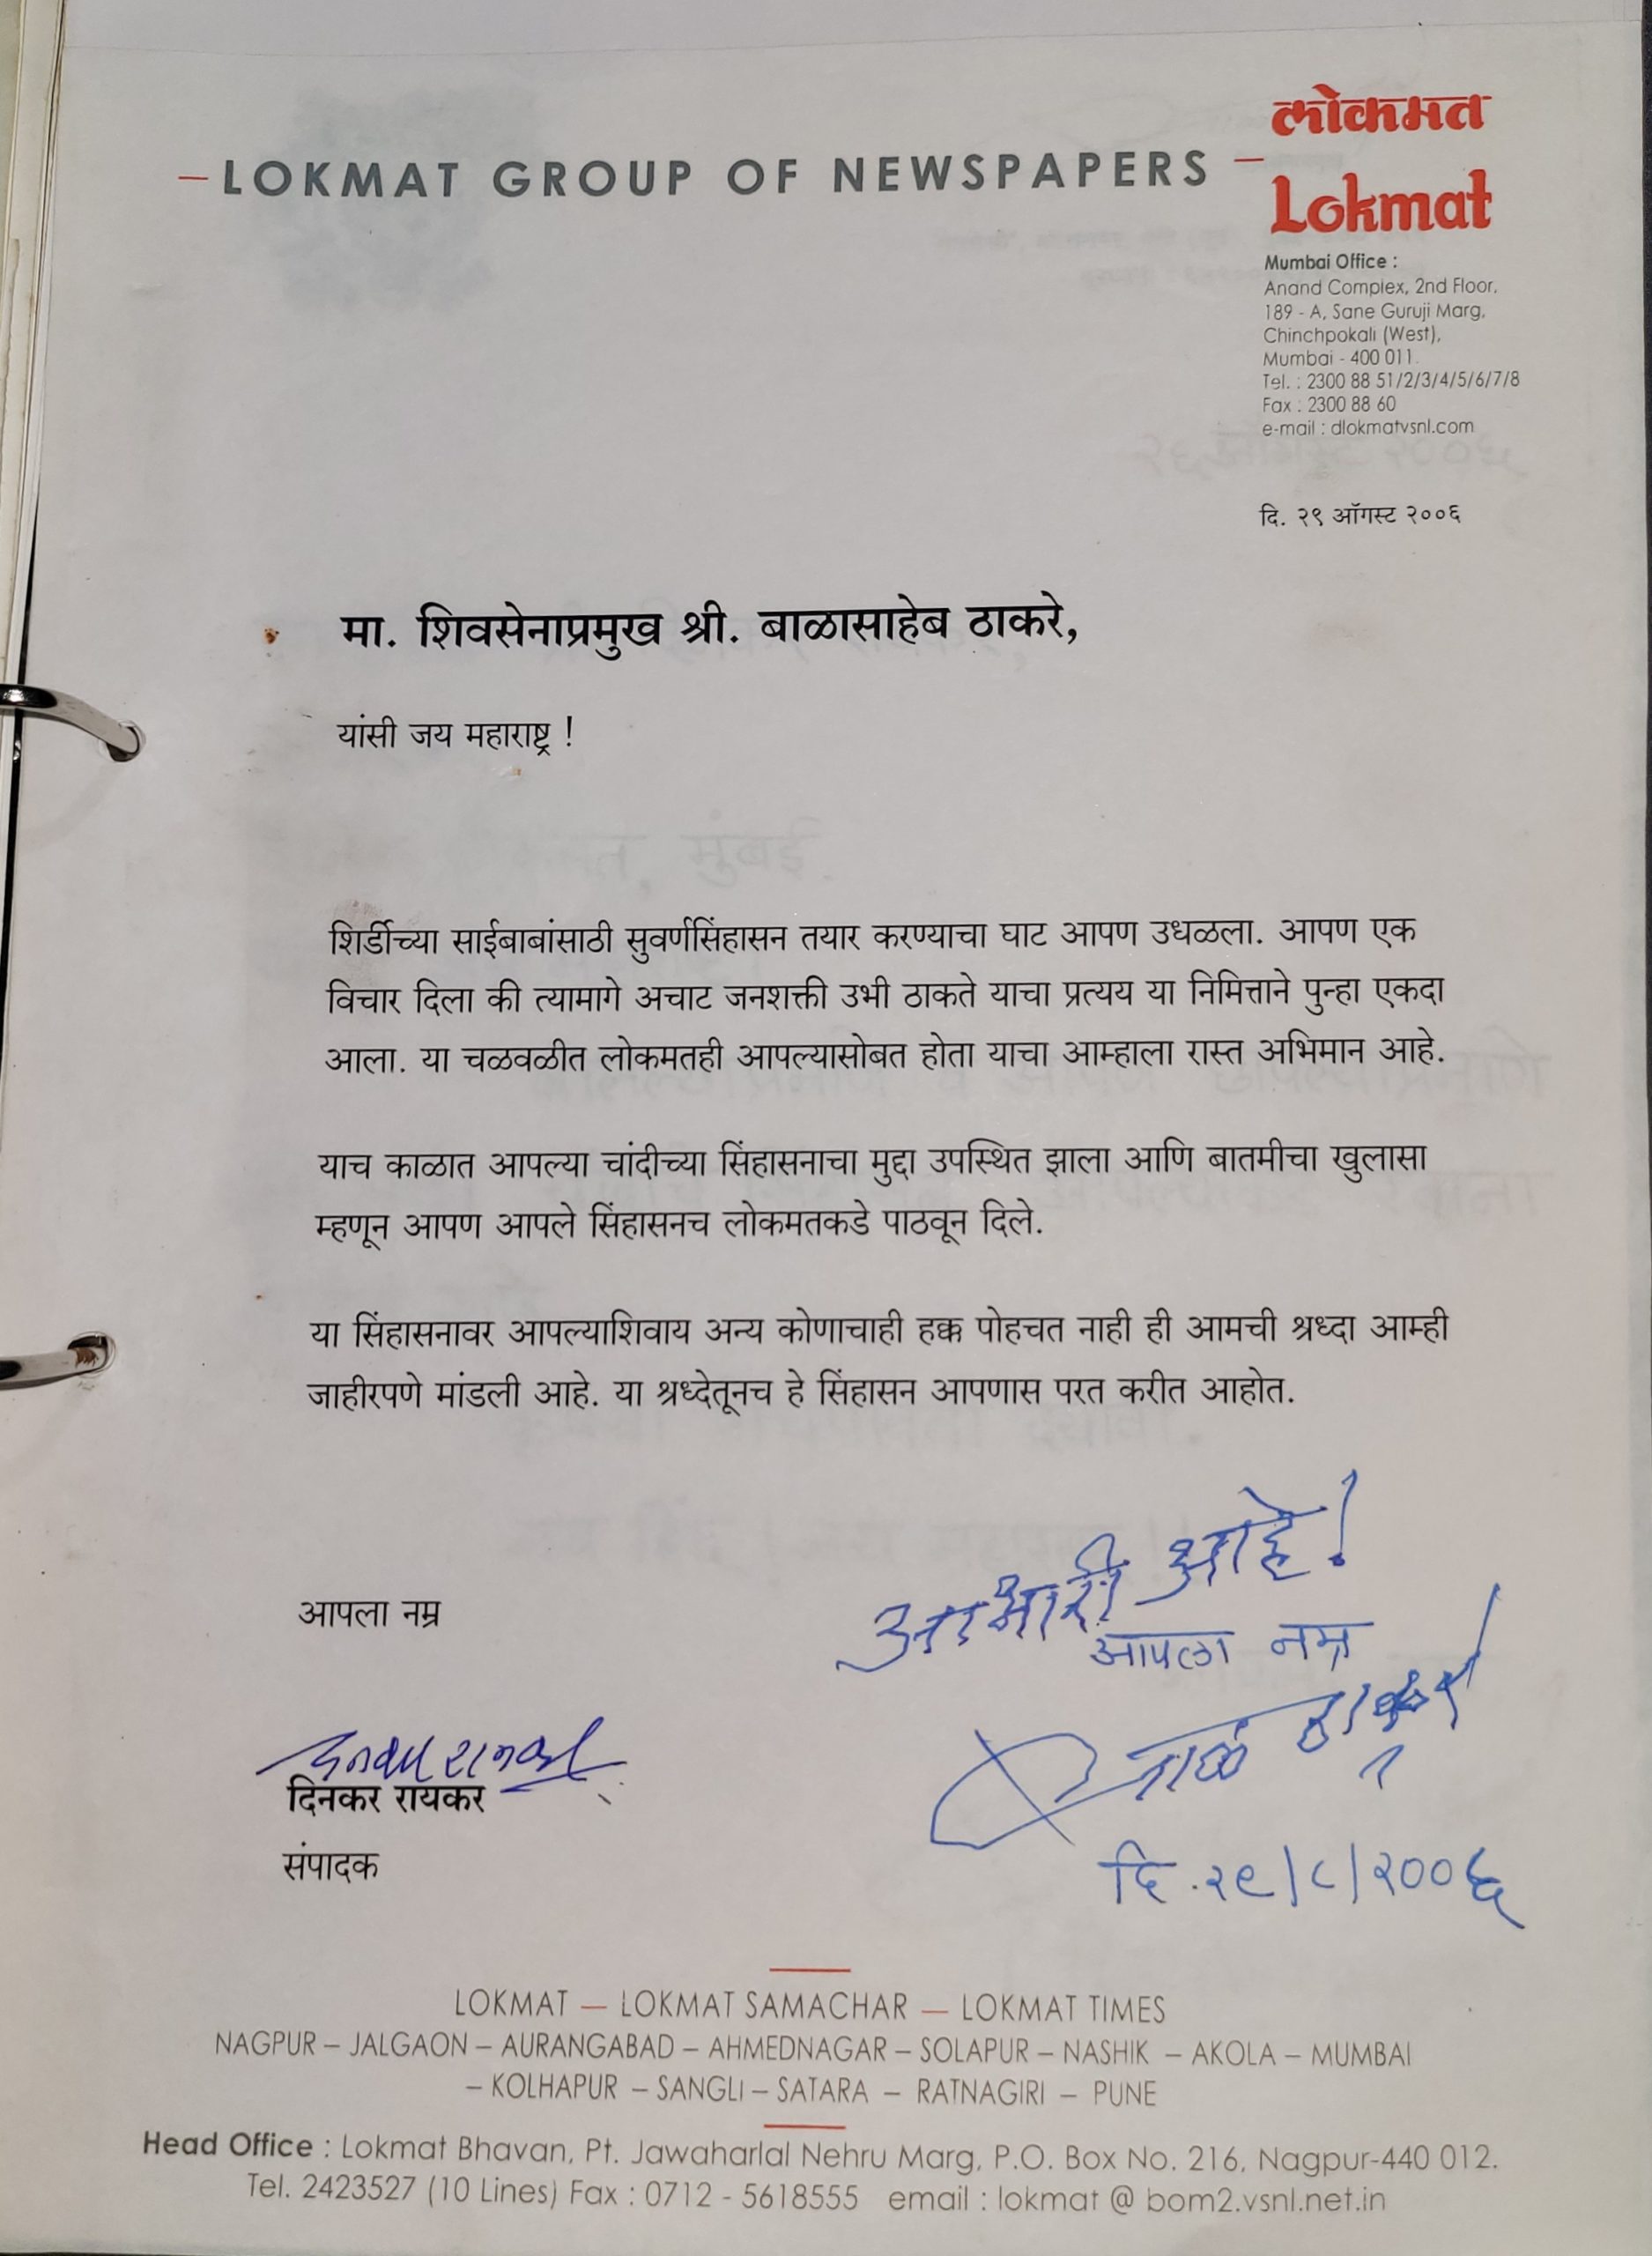 लोकमत
— LOKMAT GROUP OF NEWSPAPERS —
Lokmat
Mumbai Office :
Anand Complex, 2nd Floor,
189 - A, Sane Guruji Marg,
Chinchpokali (West),
Mumbai - 400 011.
Tel. : 2300 88 51/2/3/4/5/6/7/8
Fax : 2300 88 60
e-mail : dlokmatvsnl.com
दि. २९ ऑगस्ट २००६
मा. शिवसेनाप्रमुख श्री. बाळासाहेब ठाकरे,
यांसी जय महाराष्ट्र !
शिर्डीच्या साईबाबांसाठी सुवर्णसिंहासन तयार करण्याचा घाट आपण उधळला. आपण एक
विचार दिला की त्यामागे अचाट जनशक्ती उभी ठाकते याचा प्रत्यय या निमित्ताने पुन्हा एकदा
आला. या चळवळीत लोकमतही आपल्यासोबत होता याचा आम्हाला रास्त अभिमान आहे.
याच काळात आपल्या चांदीच्या सिंहासनाचा मुद्दा उपस्थित झाला आणि बातमीचा खुलासा
म्हणून आपण आपले सिंहासनच लोकमतकडे पाठवून दिले.
या सिंहासनावर आपल्याशिवाय अन्य कोणाचाही हक्क पोहचत नाही ही आमची श्रध्दा आम्ही
जाहीरपणे मांडली आहे. या श्रध्देतूनच हे सिंहासन आपणास परत करीत आहोत.
आभारी आहे!
आपला नम्र
आपला नम्र
बाळ ठाकरे
दिनकर रायकर
दिनकर रायकर
संपादक
दि. २९/८/२००६
LOKMAT — LOKMAT SAMACHAR — LOKMAT TIMES
NAGPUR – JALGAON – AURANGABAD – AHMEDNAGAR – SOLAPUR – NASHIK – AKOLA – MUMBAI
– KOLHAPUR – SANGLI – SATARA – RATNAGIRI – PUNE
Head Office : Lokmat Bhavan, Pt. Jawaharlal Nehru Marg, P.O. Box No. 216, Nagpur-440 012.
Tel. 2423527 (10 Lines) Fax : 0712 - 5618555 email : lokmat @ bom2.vsnl.net.in